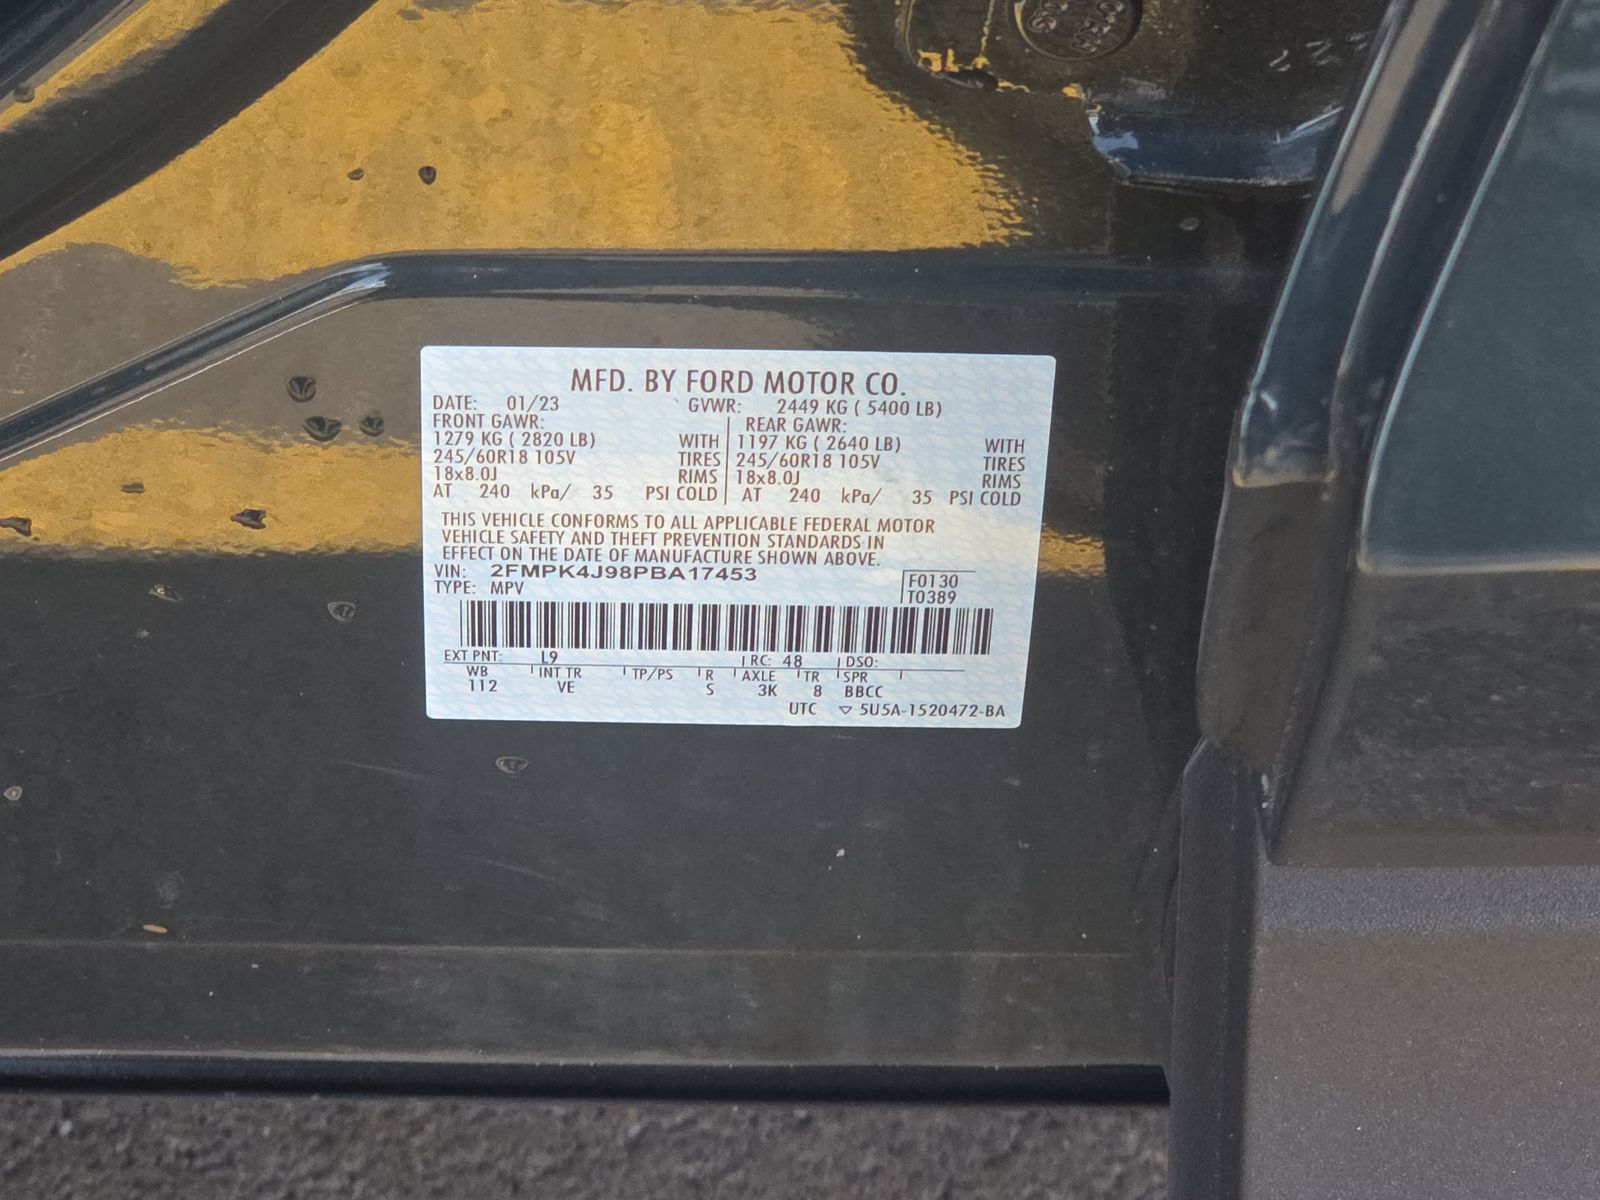 MFD. BY FORD MOTOR CO.
DATE: 01/23 GVWR: 2449 KG ( 5400 LB)
FRONT GAWR: REAR GAWR:
1279 KG ( 2820 LB) WITH 1197 KG ( 2640 LB) WITH
245/60R18 105V TIRES 245/60R18 105V TIRES
18x8.0J RIMS 18x8.0J RIMS
AT 240 kPa/ 35 PSI COLD AT 240 kPa/ 35 PSI COLD
THIS VEHICLE CONFORMS TO ALL APPLICABLE FEDERAL MOTOR
VEHICLE SAFETY AND THEFT PREVENTION STANDARDS IN
EFFECT ON THE DATE OF MANUFACTURE SHOWN ABOVE.
VIN: 2FMPK4J98PBA17453 F0130
TYPE: MPV T0389
EXT PNT: L9 RC: 48 DSO:
WB INT TR TP/PS R AXLE TR SPR
112 VE S 3K 8 BBCC
UTC ▽ 5U5A-1520472-BA